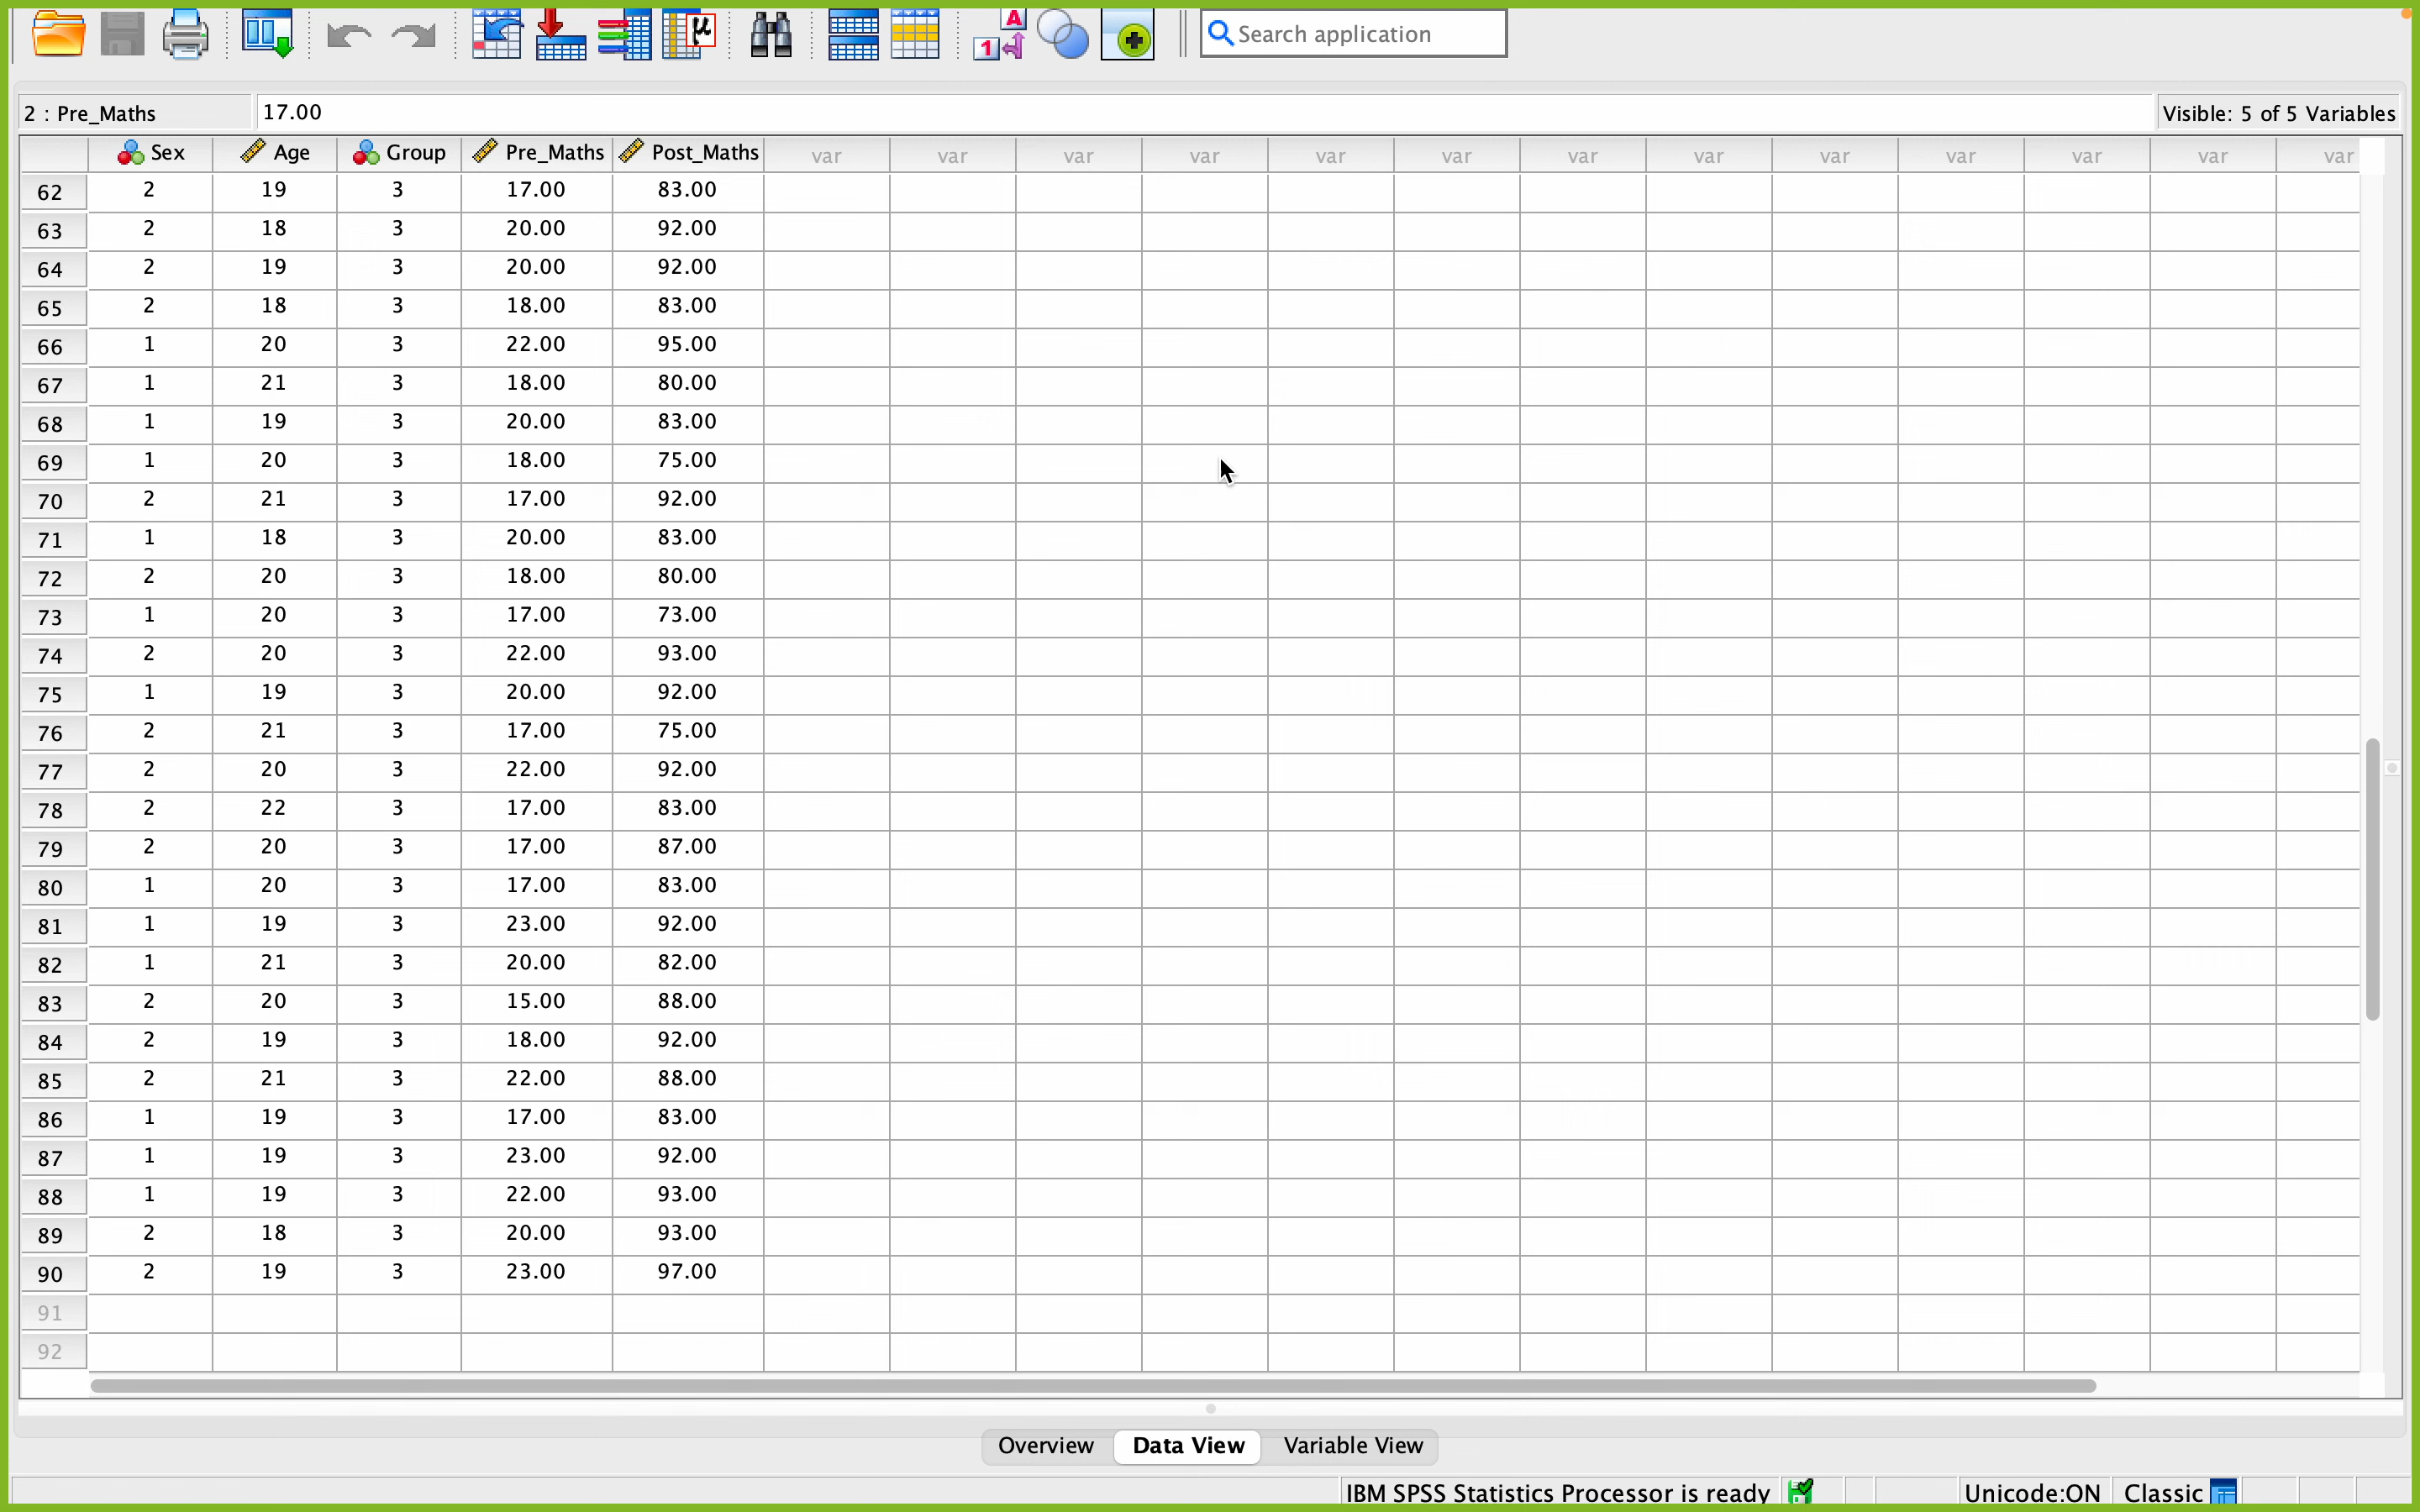 A
1
μ
Search application
2 : Pre_Maths 17.00 Visible: 5 of 5 Variables
Sex Age Group Pre_Maths Post_Maths var var var var var var var var var var var var var
62 2 19 3 17.00 83.00
63 2 18 3 20.00 92.00
64 2 19 3 20.00 92.00
65 2 18 3 18.00 83.00
66 1 20 3 22.00 95.00
67 1 21 3 18.00 80.00
68 1 19 3 20.00 83.00
69 1 20 3 18.00 75.00
70 2 21 3 17.00 92.00
71 1 18 3 20.00 83.00
72 2 20 3 18.00 80.00
73 1 20 3 17.00 73.00
74 2 20 3 22.00 93.00
75 1 19 3 20.00 92.00
76 2 21 3 17.00 75.00
77 2 20 3 22.00 92.00
78 2 22 3 17.00 83.00
79 2 20 3 17.00 87.00
80 1 20 3 17.00 83.00
81 1 19 3 23.00 92.00
82 1 21 3 20.00 82.00
83 2 20 3 15.00 88.00
84 2 19 3 18.00 92.00
85 2 21 3 22.00 88.00
86 1 19 3 17.00 83.00
87 1 19 3 23.00 92.00
88 1 19 3 22.00 93.00
89 2 18 3 20.00 93.00
90 2 19 3 23.00 97.00
91
92
Overview Data View Variable View
IBM SPSS Statistics Processor is ready Unicode:ON Classic